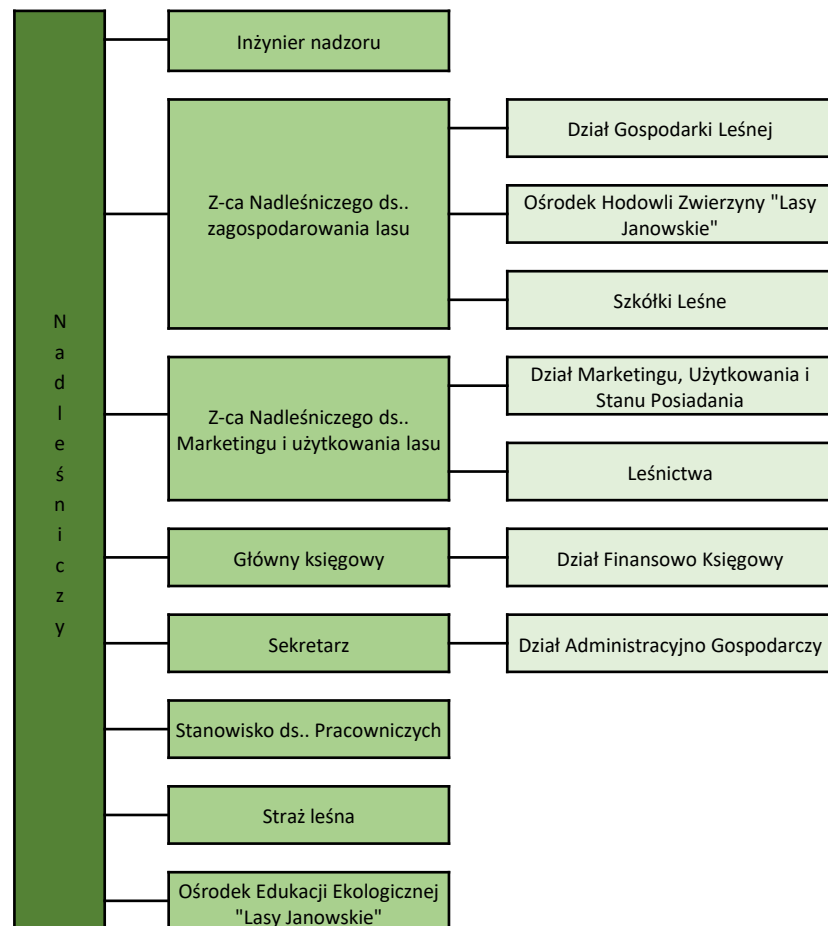 Nadleśniczy
Inżynier nadzoru
Z-ca Nadleśniczego ds..
zagospodarowania lasu
Dział Gospodarki Leśnej
Ośrodek Hodowli Zwierzyny "Lasy
Janowskie"
Szkółki Leśne
Z-ca Nadleśniczego ds..
Marketingu i użytkowania lasu
Dział Marketingu, Użytkowania i
Stanu Posiadania
Leśnictwa
Główny księgowy
Dział Finansowo Księgowy
Sekretarz
Dział Administracyjno Gospodarczy
Stanowisko ds.. Pracowniczych
Straż leśna
Ośrodek Edukacji Ekologicznej
"Lasy Janowskie"